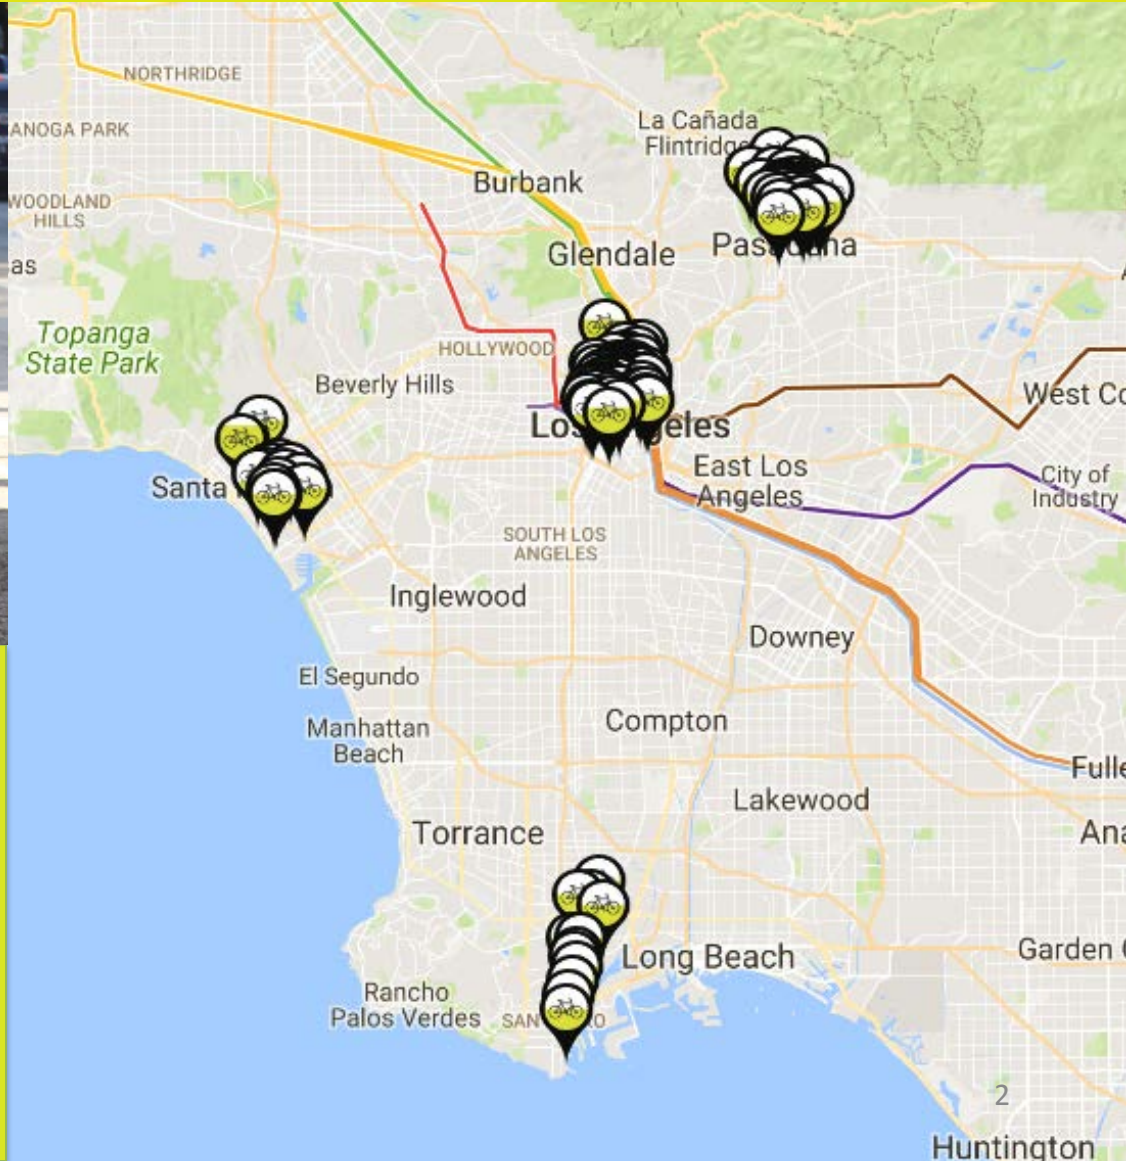 NORTHRIDGE
ANOGA PARK
La Cañada
Flintridg
Burbank
WOODLAND
HILLS
Glendale
as
Topanga
State Park
HOLLYWOOD
Beverly Hills
West Co
East Los
Angeles
City of
Industry
Santa
SOUTH LOS
ANGELES
Inglewood
Downey
El Segundo
Compton
Manhattan
Beach
Fulle
Lakewood
Torrance
Ana
Long Beach
Garden
Rancho
Palos Verdes
SAN
2
Huntington